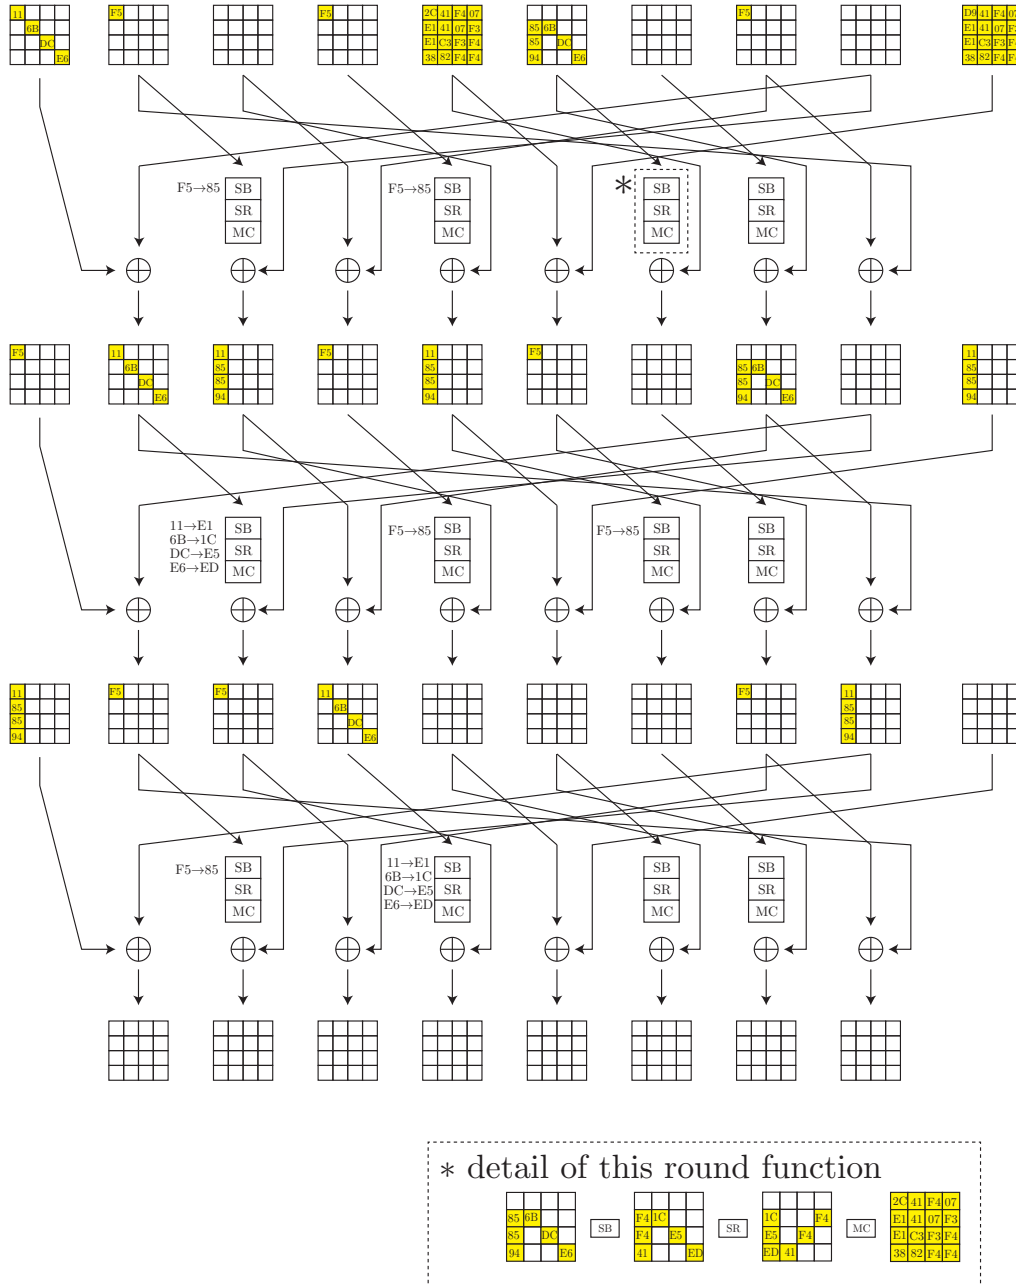 11 F5 F5 2C 41 F4 07 F5 D9 41 F4 07
6B E1 41 07 F3 85 6B E1 41 07 F3
DC E1 C3 F3 F4 85 DC E1 C3 F3 F4
E6 38 82 F4 F4 94 E6 38 82 F4 F4
F5→85 SB F5→85 SB * SB SB
SR SR SR SR
MC MC MC MC
F5 11 11 F5 11 F5 11
6B 85 85 85 6B 85
DC 85 85 85 DC 85
E6 94 94 94 E6 94
11→E1 SB F5→85 SB F5→85 SB SB
6B→1C
DC→E5 SR SR SR SR
E6→ED MC MC MC MC
11 F5 F5 11 F5 11
85 6B 85
85 DC 85
94 E6 94
F5→85 SB 11→E1 SB SB SB
6B→1C
SR DC→E5 SR SR SR
MC E6→ED MC MC MC
* detail of this round function
2C 41 F4 07
85 6B F4 1C 1C F4 E1 41 07 F3
SB SR MC
85 DC F4 E5 E5 F4 E1 C3 F3 F4
94 E6 41 ED ED 41 38 82 F4 F4